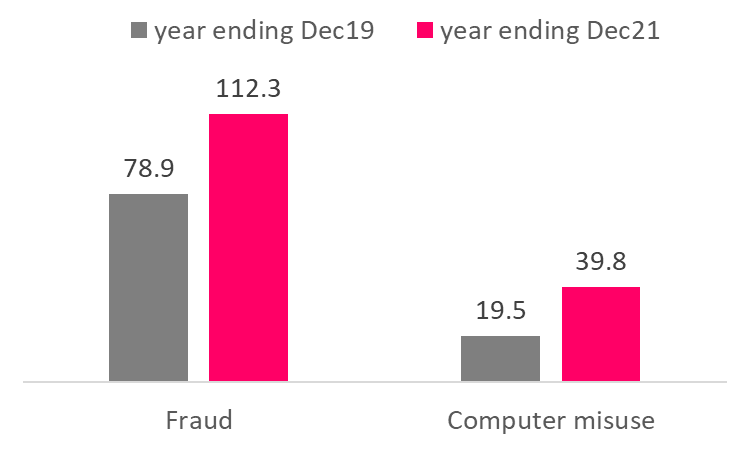 year ending Dec19 year ending Dec21
112.3
78.9
39.8
19.5
Fraud Computer misuse